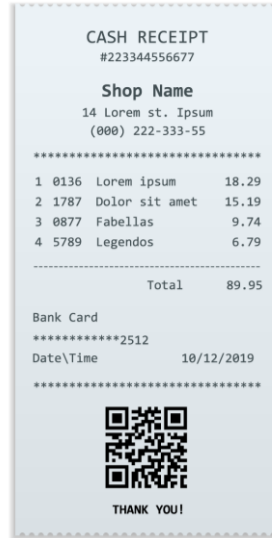 CASH RECEIPT
#223344556677
Shop Name
14 Lorem st. Ipsum
(000) 222-333-55
********************************
1 0136 Lorem ipsum 18.29
2 1787 Dolor sit amet 15.19
3 0877 Fabellas 9.74
4 5789 Legendos 6.79
--------------------------------------------
Total 89.95
Bank Card
************2512
Date\Time 10/12/2019
********************************
THANK YOU!